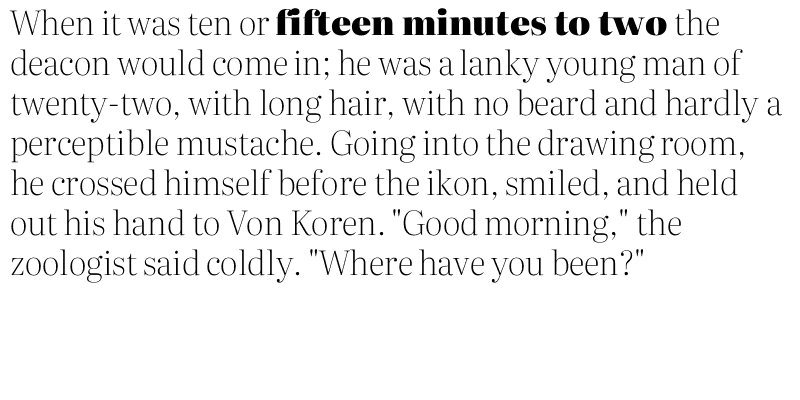 When it was ten or fifteen minutes to two the
deacon would come in; he was a lanky young man of
twenty-two, with long hair, with no beard and hardly a
perceptible mustache. Going into the drawing room,
he crossed himself before the ikon, smiled, and held
out his hand to Von Koren. "Good morning," the
zoologist said coldly. "Where have you been?"